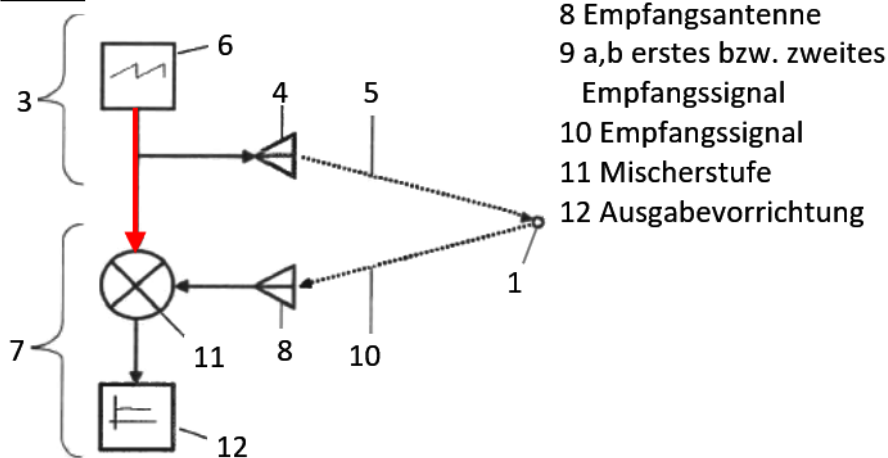 8 Empfangsantenne
9 a,b erstes bzw. zweites
Empfangssignal
10 Empfangssignal
11 Mischerstufe
12 Ausgabevorrichtung
6
3
4
5
1
7
11
8
10
12